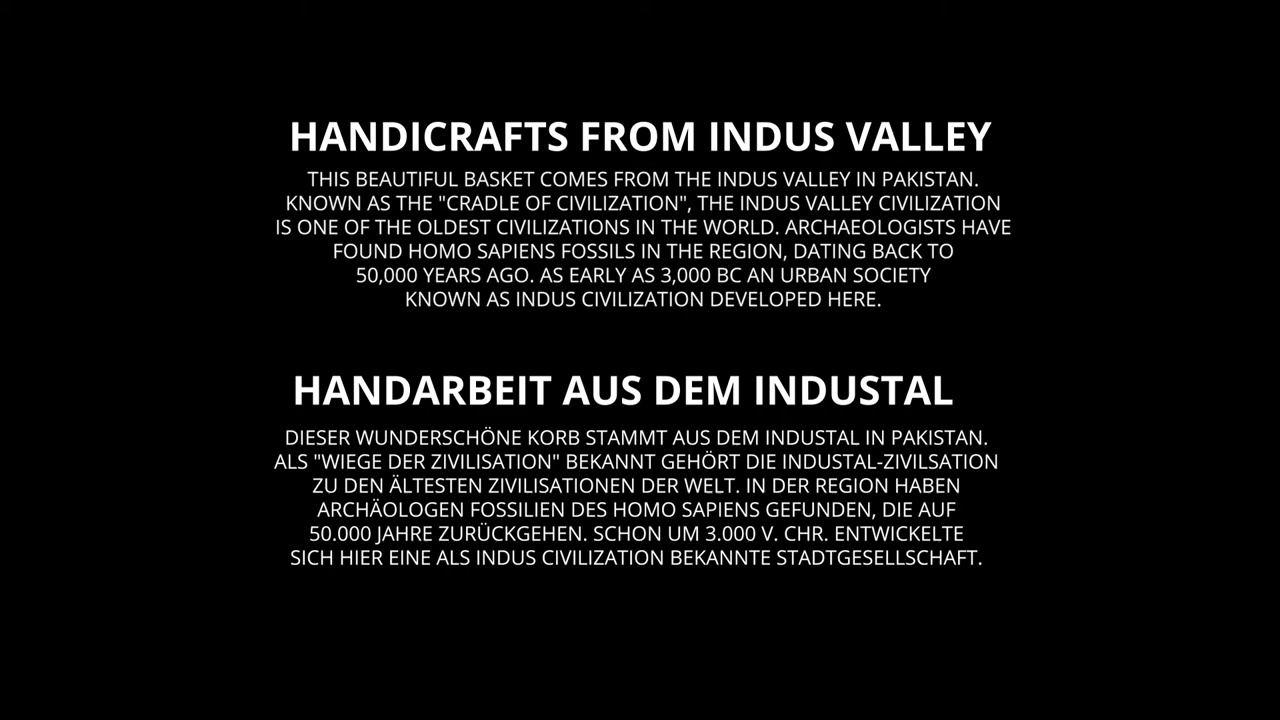 HANDICRAFTS FROM INDUS VALLEY
THIS BEAUTIFUL BASKET COMES FROM THE INDUS VALLEY IN PAKISTAN.
KNOWN AS THE "CRADLE OF CIVILIZATION", THE INDUS VALLEY CIVILIZATION
IS ONE OF THE OLDEST CIVILIZATIONS IN THE WORLD. ARCHAEOLOGISTS HAVE
FOUND HOMO SAPIENS FOSSILS IN THE REGION, DATING BACK TO
50,000 YEARS AGO. AS EARLY AS 3,000 BC AN URBAN SOCIETY
KNOWN AS INDUS CIVILIZATION DEVELOPED HERE.
HANDARBEIT AUS DEM INDUSTAL
DIESER WUNDERSCHÖNE KORB STAMMT AUS DEM INDUSTAL IN PAKISTAN.
ALS "WIEGE DER ZIVILISATION" BEKANNT GEHÖRT DIE INDUSTAL-ZIVILSATION
ZU DEN ÄLTESTEN ZIVILISATIONEN DER WELT. IN DER REGION HABEN
ARCHÄOLOGEN FOSSILIEN DES HOMO SAPIENS GEFUNDEN, DIE AUF
50.000 JAHRE ZURÜCKGEHEN. SCHON UM 3.000 V. CHR. ENTWICKELTE
SICH HIER EINE ALS INDUS CIVILIZATION BEKANNTE STADTGESELLSCHAFT.